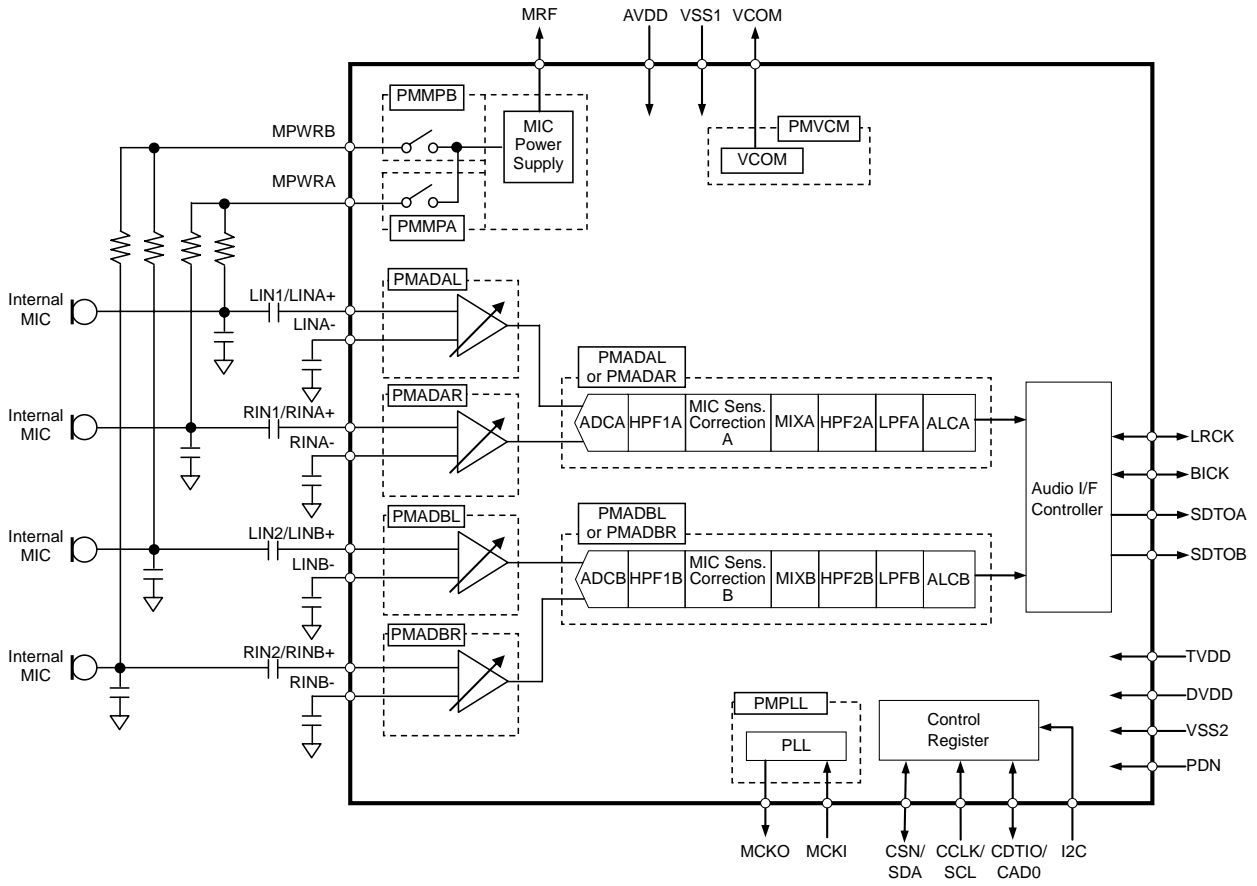 MRF
AVDD
VSS1
VCOM
PMMPB
MIC
Power
Supply
PMVCM
VCOM
MPWRB
MPWRA
PMMPA
PMADAL
Internal
MIC
LIN1/LINA+
LINA-
PMADAL
or PMADAR
PMADAR
ADCA
HPF1A
MIC Sens.
Correction
A
MIXA
HPF2A
LPFA
ALCA
Internal
MIC
RIN1/RINA+
RINA-
Audio I/F
Controller
LRCK
BICK
SDTOA
SDTOB
PMADBL
PMADBL
or PMADBR
Internal
MIC
LIN2/LINB+
LINB-
ADCB
HPF1B
MIC Sens.
Correction
B
MIXB
HPF2B
LPFB
ALCB
PMADBR
Internal
MIC
RIN2/RINB+
RINB-
TVDD
DVDD
VSS2
PDN
PMPLL
PLL
Control
Register
MCKO
MCKI
CSN/
SDA
CCLK/
SCL
CDTIO/
CAD0
I2C